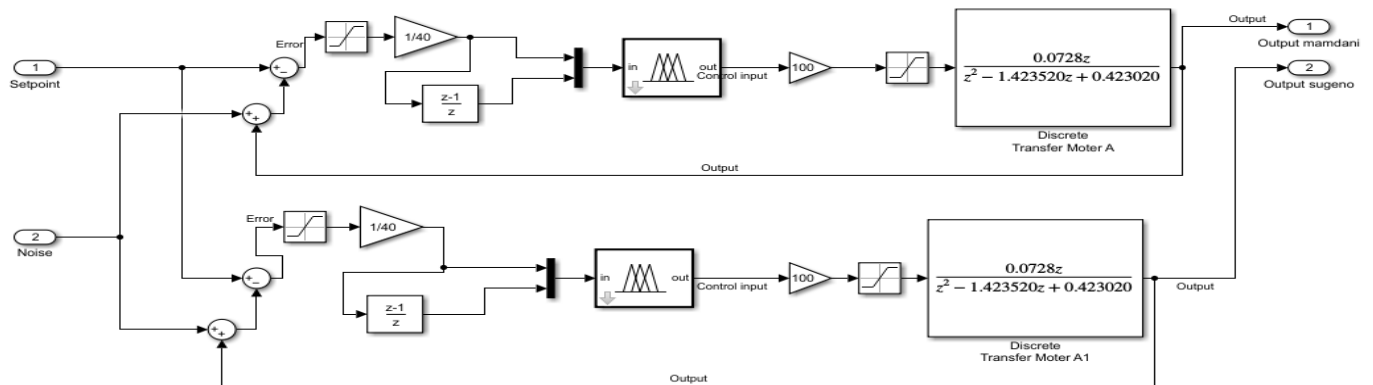 1
Setpoint
Error
+
−
+
+
1/40
z-1
z
in
out
Control input
100
0.0728z
z² − 1.423520z + 0.423020
Discrete
Transfer Moter A
Output
1
Output mamdani
2
Output sugeno
Output
2
Noise
Error
+
−
+
+
1/40
z-1
z
in
out
Control input
100
0.0728z
z² − 1.423520z + 0.423020
Discrete
Transfer Moter A1
Output
Output